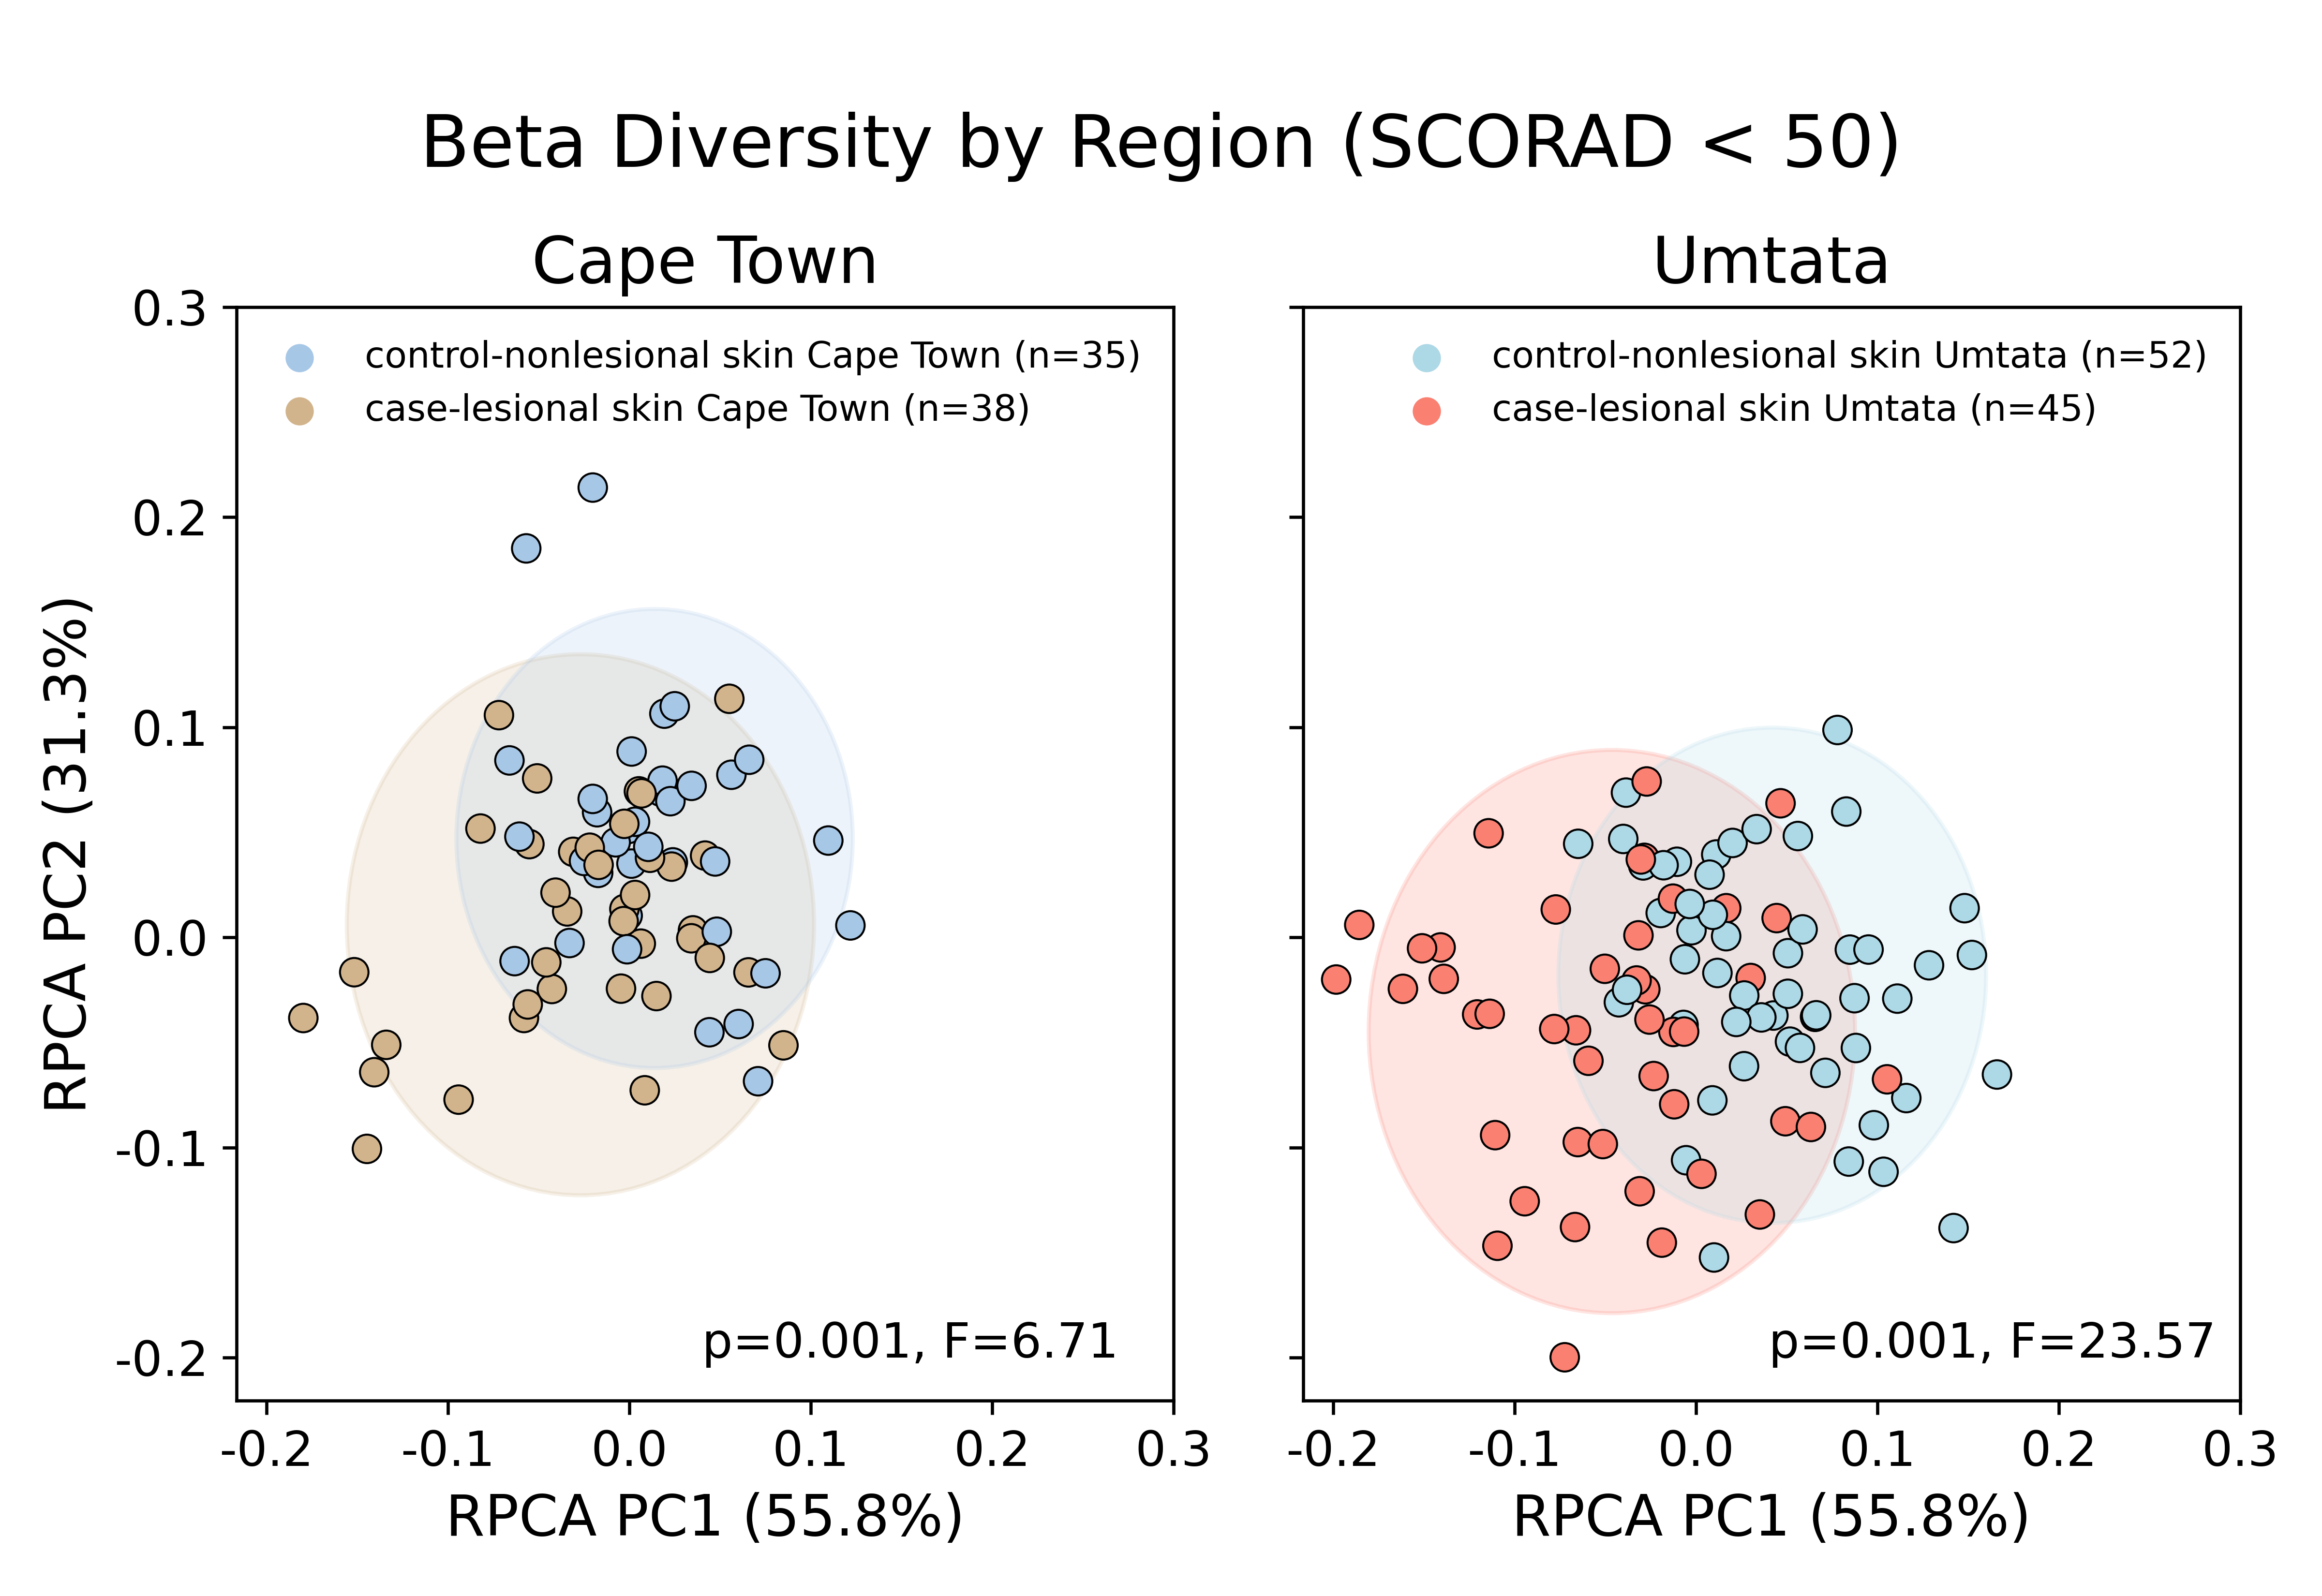 Beta Diversity by Region (SCORAD < 50)
Cape Town
control-nonlesional skin Cape Town (n=35)
case-lesional skin Cape Town (n=38)
0.3
0.2
0.1
0.0
-0.1
-0.2
RPCA PC2 (31.3%)
p=0.001, F=6.71
-0.2 -0.1 0.0 0.1 0.2 0.3
RPCA PC1 (55.8%)
Umtata
control-nonlesional skin Umtata (n=52)
case-lesional skin Umtata (n=45)
p=0.001, F=23.57
-0.2 -0.1 0.0 0.1 0.2 0.3
RPCA PC1 (55.8%)